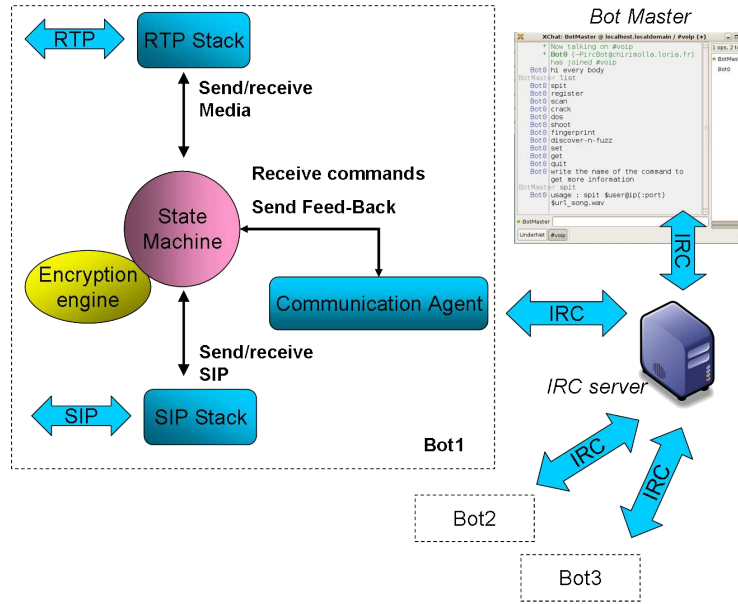 Bot Master
RTP
RTP Stack
Send/receive
Media
XChat: BotMaster @ localhost.localdomain / #voip (+)
* Now talking on #voip
* Bot0 (~PircBot@chirimolla.loria.fr)
has joined #voip
Bot0 hi every body
BotMaster list
Bot0 spit
Bot0 register
Bot0 scan
Bot0 crack
Bot0 dos
Bot0 shoot
Bot0 fingerprint
Bot0 discover-n-fuzz
Bot0 set
Bot0 get
Bot0 quit
Bot0 write the name of the command to
get more information
BotMaster spit
Bot0 usage : spit $user@ip(:port)
$url_song.wav
1 ops, 2 to
BotMas
Bot0
BotMaster
UnderNet #voip
Receive commands
Send Feed-Back
State
Machine
Encryption
engine
Communication Agent
IRC
IRC
IRC server
Send/receive
SIP
SIP
SIP Stack
Bot1
IRC
IRC
Bot2
Bot3